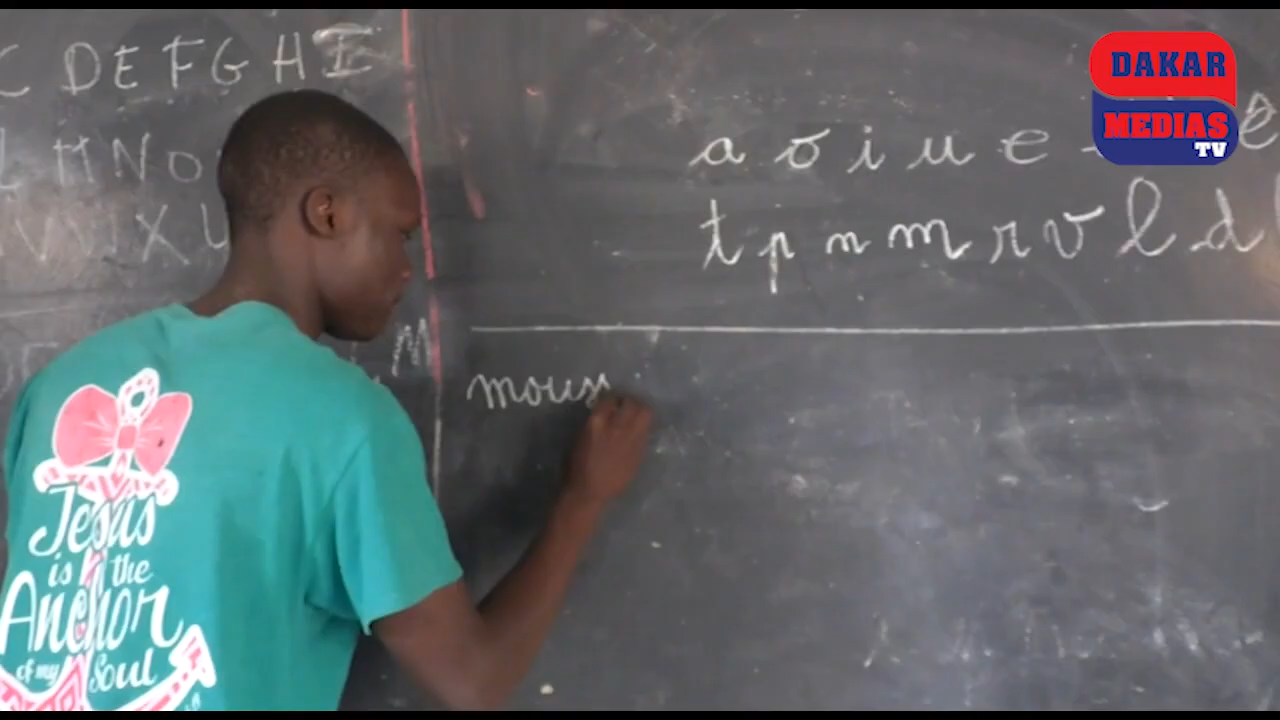 C D E F G H I
L M N O
W X Y
a o i u e
t p n m r v l d
M
mous
DAKAR
MEDIAS
TV
Jesus
is the
Anchor
of my Soul